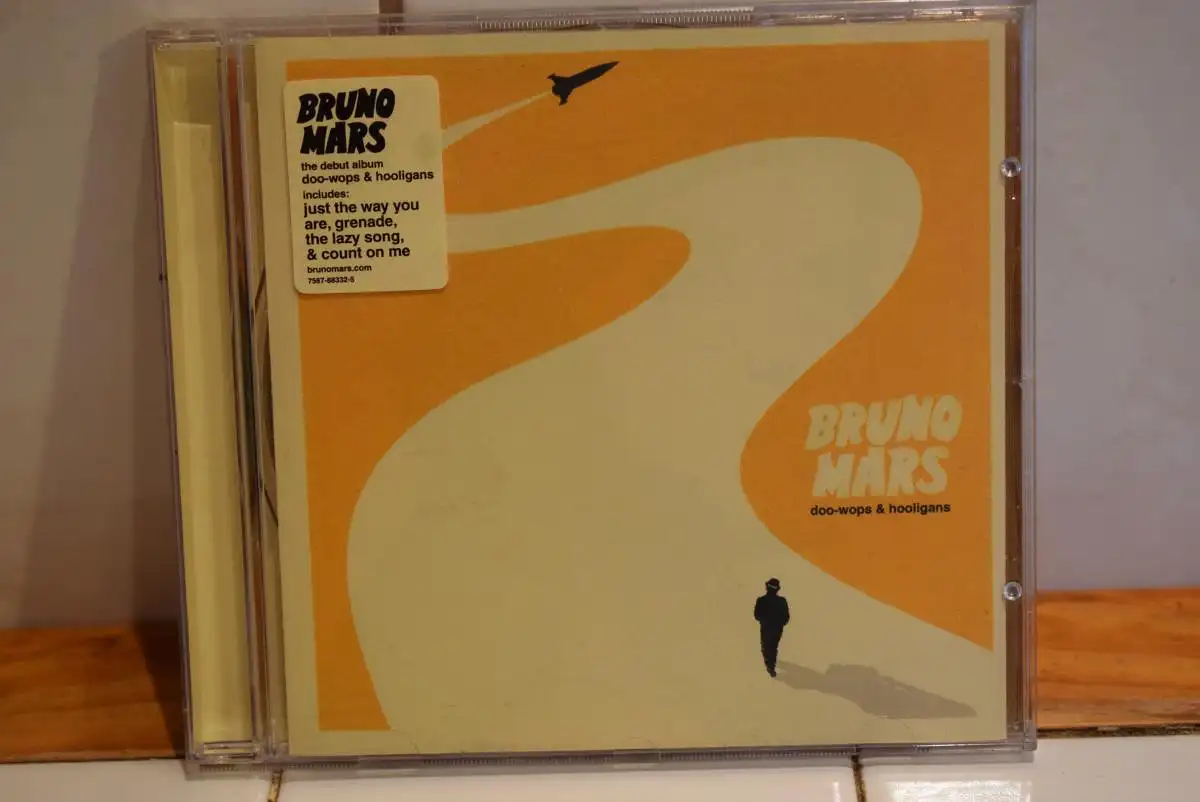 BRUNO
MARS
the debut album
doo-wops & hooligans
includes:
just the way you
are, grenade,
the lazy song,
& count on me
brunomars.com
7567-88332-5
BRUNO
MARS
doo-wops & hooligans